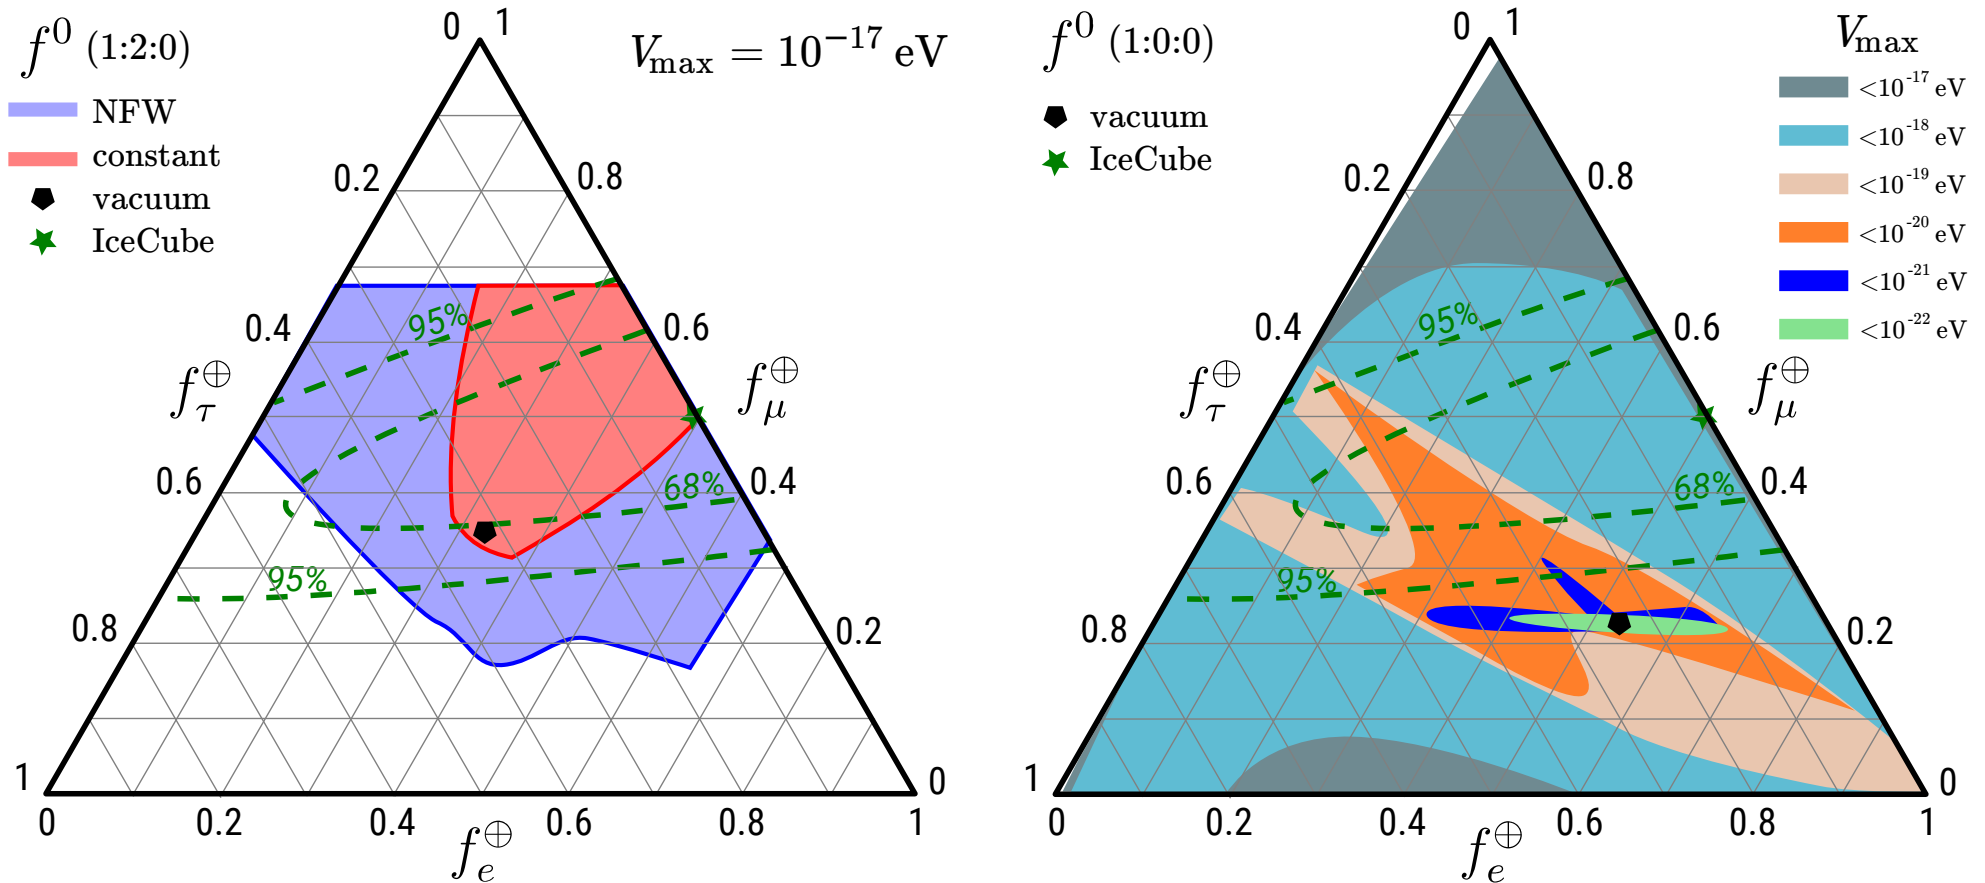 f⁰ (1:2:0)
NFW
constant
vacuum
IceCube
V_max = 10⁻¹⁷ eV
0 1
0.2 0.8
0.4 0.6
f_τ^⊕ f_μ^⊕
0.6 0.4
0.8 0.2
1 0
95%
68%
95%
0 0.2 0.4 0.6 0.8 1
f_e^⊕
f⁰ (1:0:0)
vacuum
IceCube
V_max
<10⁻¹⁷ eV
<10⁻¹⁸ eV
<10⁻¹⁹ eV
<10⁻²⁰ eV
<10⁻²¹ eV
<10⁻²² eV
0 1
0.2 0.8
0.4 0.6
f_τ^⊕ f_μ^⊕
0.6 0.4
0.8 0.2
1 0
95%
68%
95%
0 0.2 0.4 0.6 0.8 1
f_e^⊕